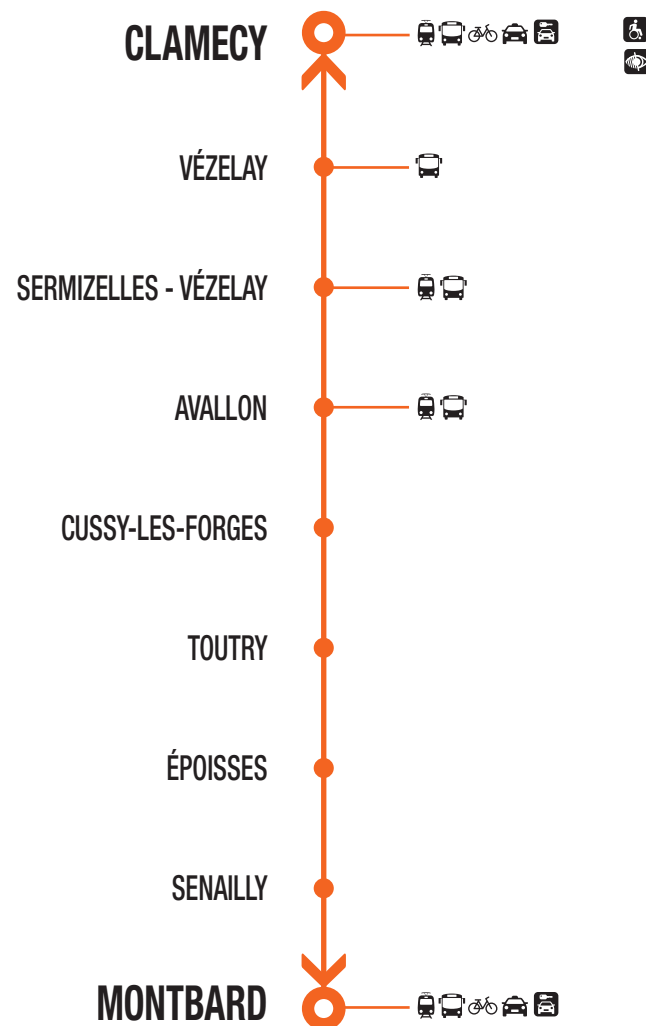 CLAMECY
VÉZELAY
SERMIZELLES - VÉZELAY
AVALLON
CUSSY-LES-FORGES
TOUTRY
ÉPOISSES
SENAILLY
MONTBARD